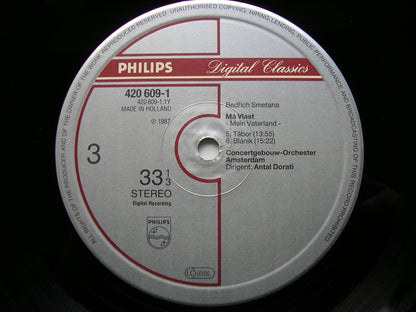 ALL RIGHTS OF THE PRODUCER AND OF THE OWNER OF THE WORK REPRODUCED RESERVED. UNAUTHORISED COPYING, HIRING, LENDING, PUBLIC PERFORMANCE AND BROADCASTING OF THIS RECORD PROHIBITED.
PHILIPS
Digital Classics
420 609-1
420 609-1.1Y
MADE IN HOLLAND
℗ 1987
3
33 1/3
STEREO
Digital Recording
PHILIPS
Bedřich Smetana
Má Vlast
- Mein Vaterland -
5. Tábor (13:55)
6. Blánik (15:22)
Concertgebouw-Orchester
Amsterdam
Dirigent: Antal Dorati
LC 0305